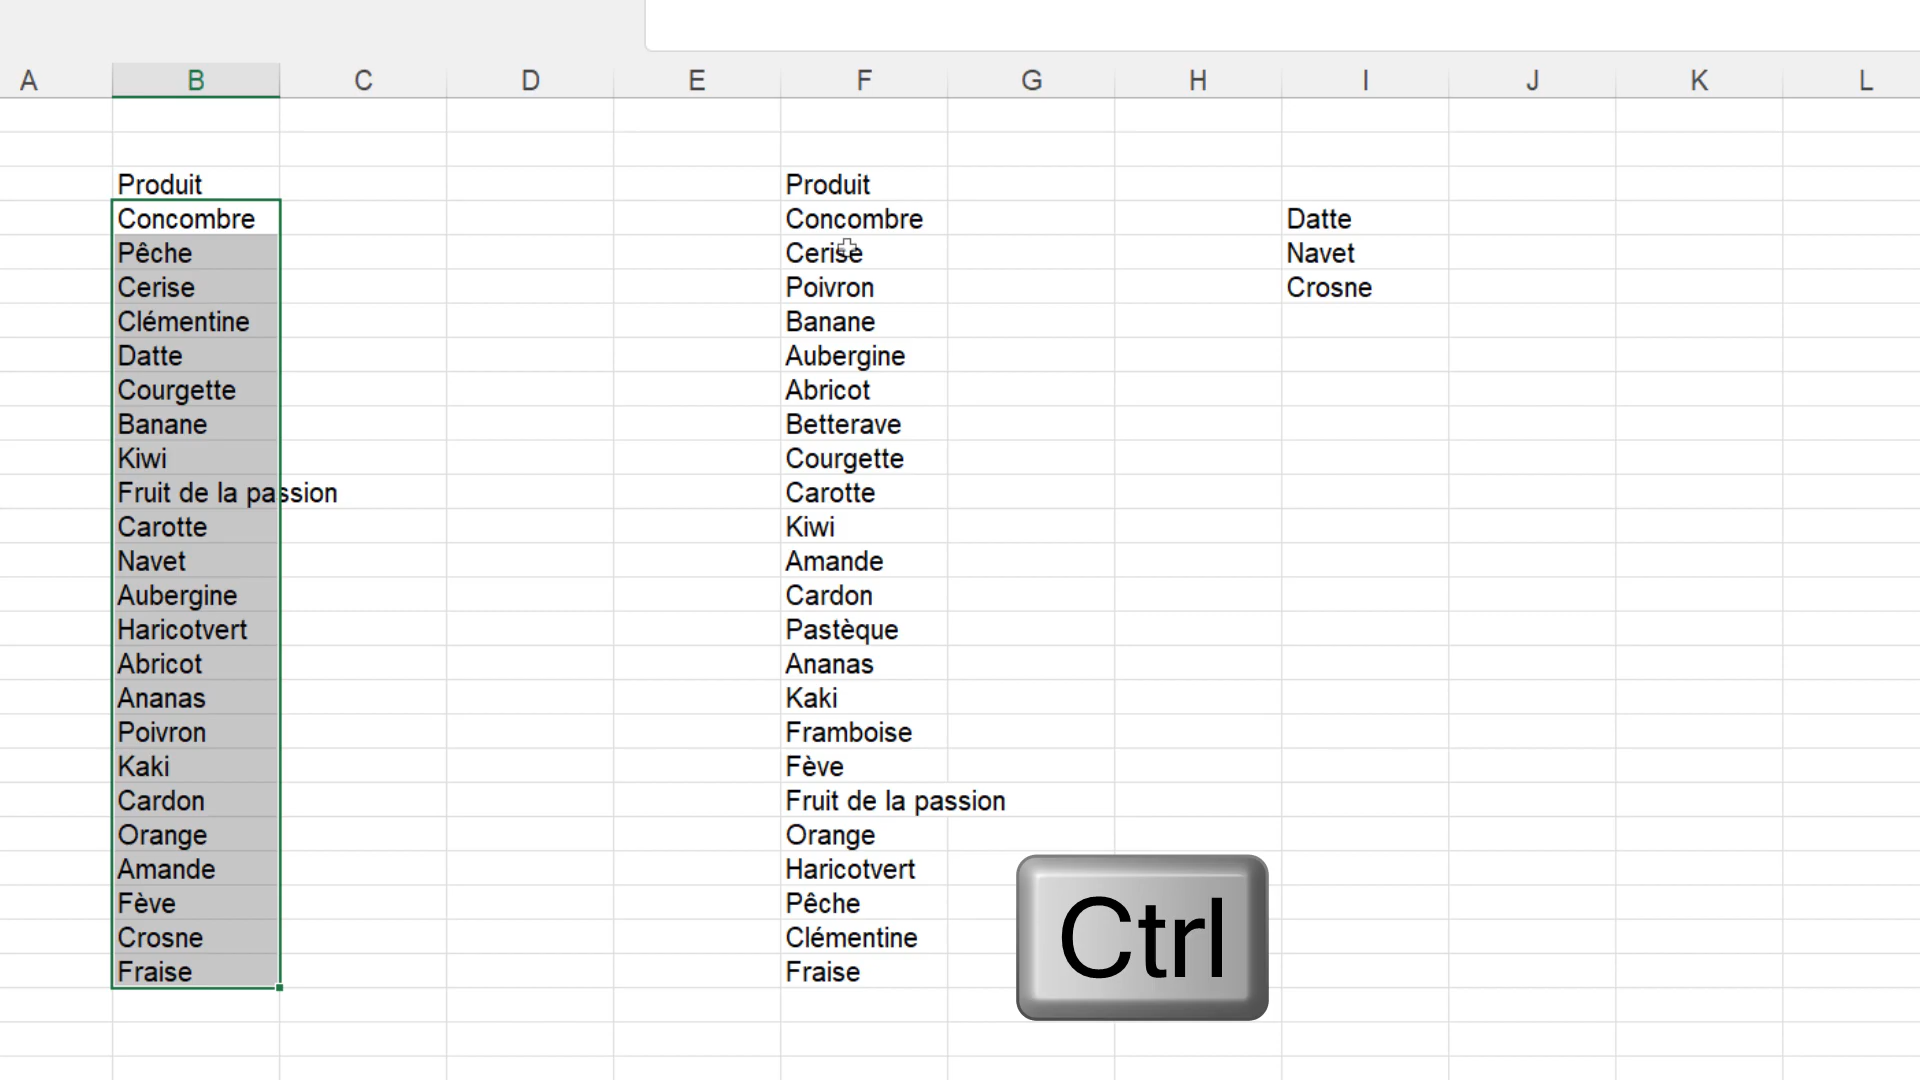 A B C D E F G H I J K L
Produit Produit
Concombre Concombre Datte
Pêche Cerise Navet
Cerise Poivron Crosne
Clémentine Banane
Datte Aubergine
Courgette Abricot
Banane Betterave
Kiwi Courgette
Fruit de la passion Carotte
Carotte Kiwi
Navet Amande
Aubergine Cardon
Haricotvert Pastèque
Abricot Ananas
Ananas Kaki
Poivron Framboise
Kaki Fève
Cardon Fruit de la passion
Orange Orange
Amande Haricotvert
Fève Pêche
Crosne Clémentine
Fraise Fraise
Ctrl